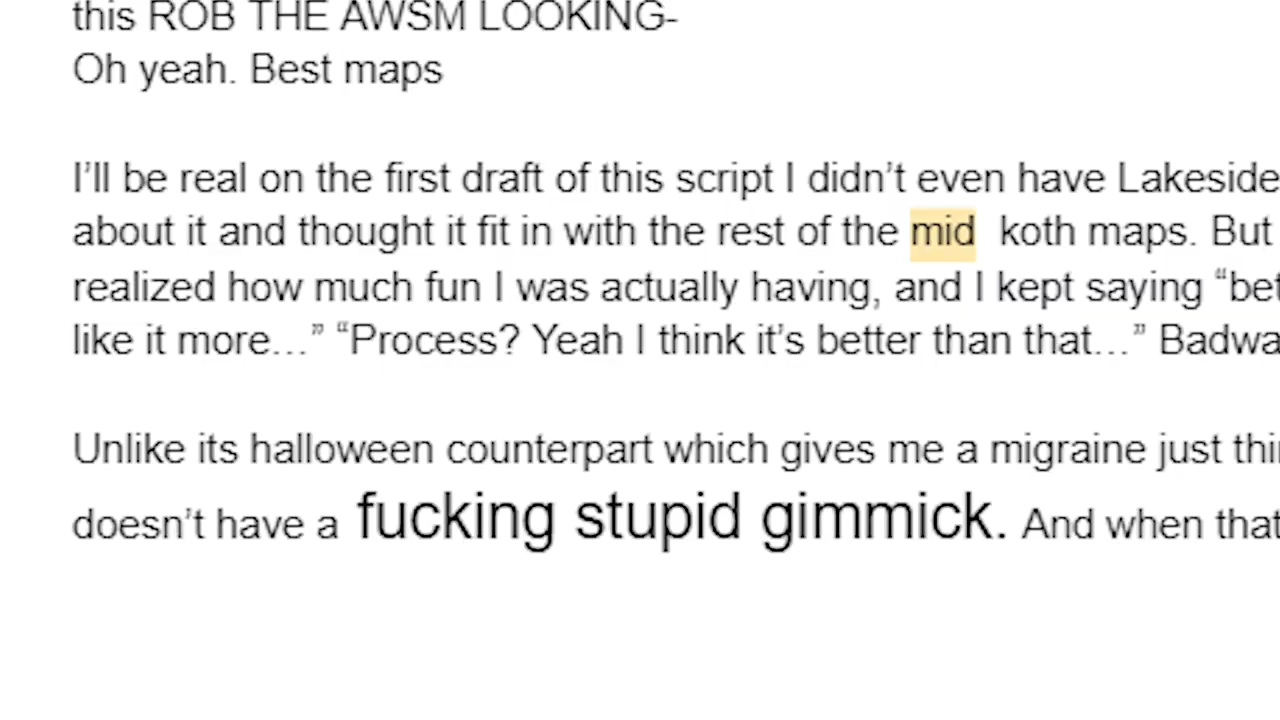 this ROB THE AWSM LOOKING-
Oh yeah. Best maps
I’ll be real on the first draft of this script I didn’t even have Lakeside
about it and thought it fit in with the rest of the mid koth maps. But
realized how much fun I was actually having, and I kept saying “bet
like it more…” “Process? Yeah I think it’s better than that…” Badwa
Unlike its halloween counterpart which gives me a migraine just thi
doesn’t have a fucking stupid gimmick. And when that